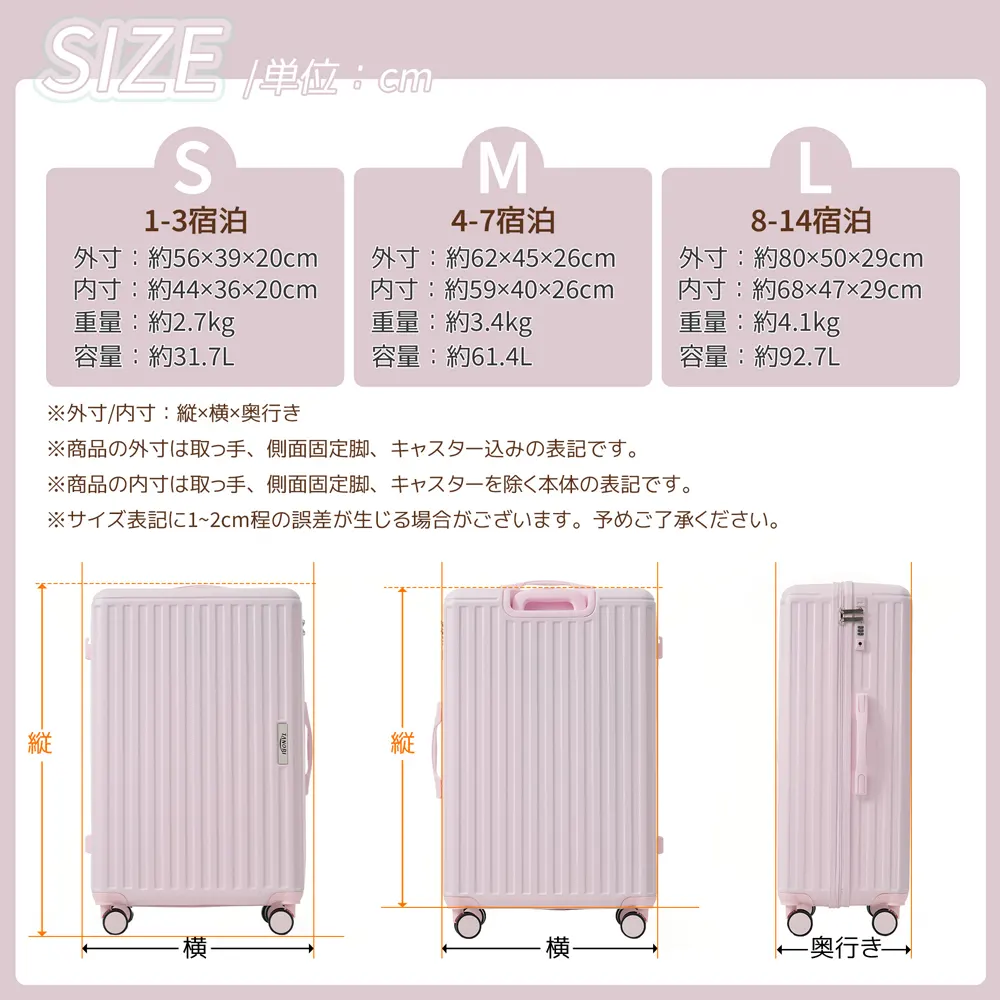 SIZE /単位：cm
S
1-3宿泊
外寸：約56×39×20cm
内寸：約44×36×20cm
重量：約2.7kg
容量：約31.7L
M
4-7宿泊
外寸：約62×45×26cm
内寸：約59×40×26cm
重量：約3.4kg
容量：約61.4L
L
8-14宿泊
外寸：約80×50×29cm
内寸：約68×47×29cm
重量：約4.1kg
容量：約92.7L
※外寸/内寸：縦×横×奥行き
※商品の外寸は取っ手、側面固定脚、キャスター込みの表記です。
※商品の内寸は取っ手、側面固定脚、キャスターを除く本体の表記です。
※サイズ表記に1~2cm程の誤差が生じる場合がございます。予めご了承ください。
縦
横
縦
横
奥行き